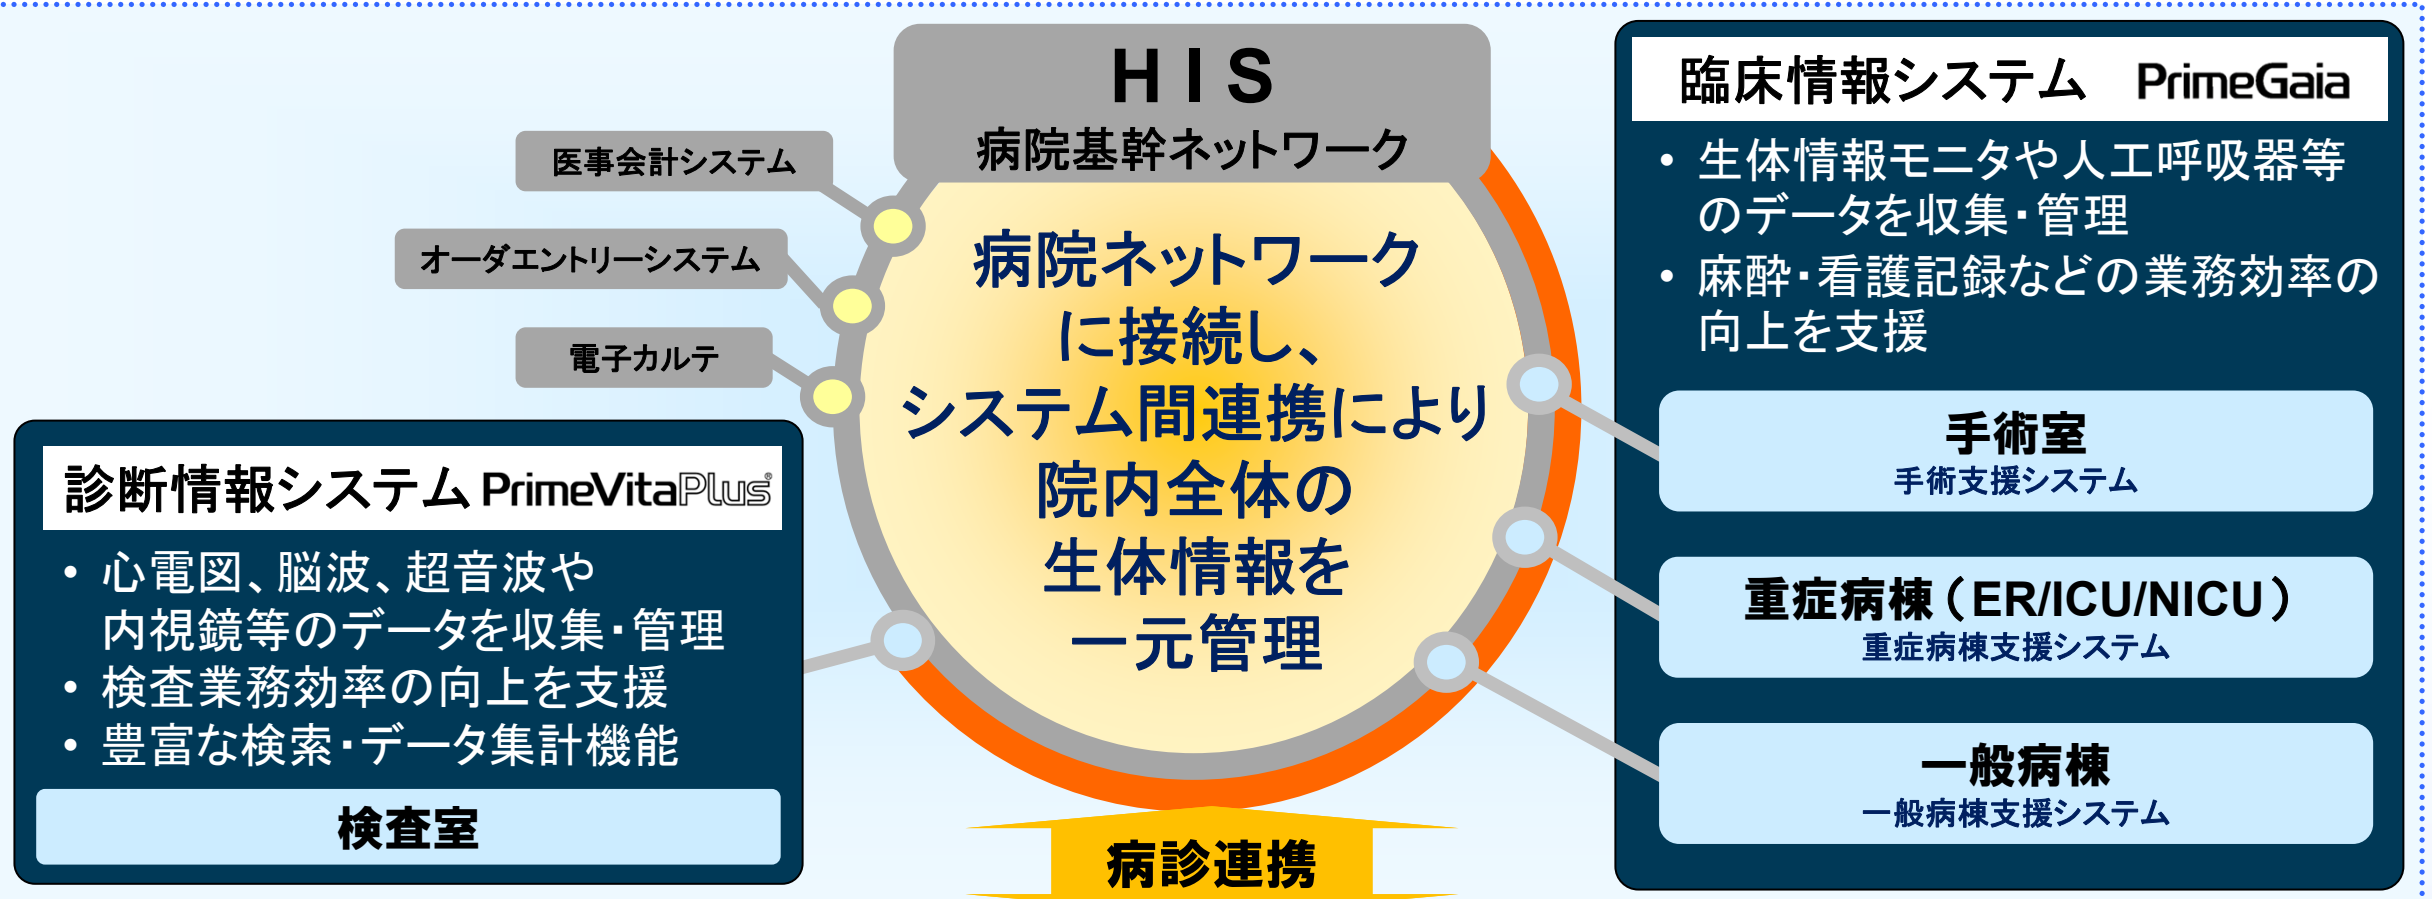 HIS
病院基幹ネットワーク
医事会計システム
オーダエントリーシステム
電子カルテ
病院ネットワーク
に接続し、
システム間連携により
院内全体の
生体情報を
一元管理
診断情報システム PrimeVitaPlus®
• 心電図、脳波、超音波や
内視鏡等のデータを収集・管理
• 検査業務効率の向上を支援
• 豊富な検索・データ集計機能
検査室
病診連携
臨床情報システム PrimeGaia
• 生体情報モニタや人工呼吸器等
のデータを収集・管理
• 麻酔・看護記録などの業務効率の
向上を支援
手術室
手術支援システム
重症病棟（ER/ICU/NICU）
重症病棟支援システム
一般病棟
一般病棟支援システム